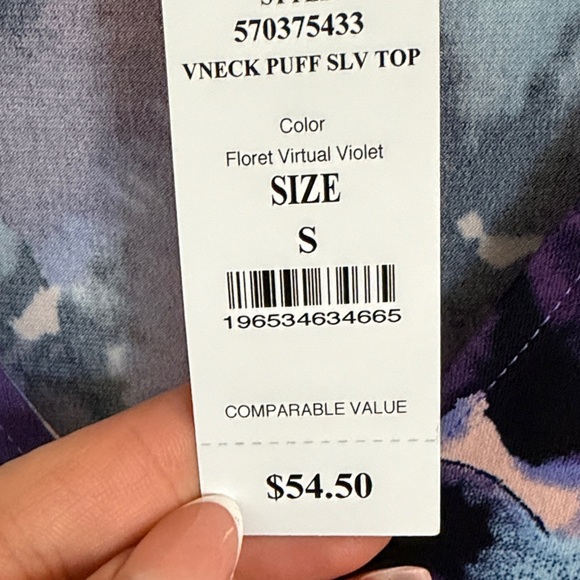 570375433
VNECK PUFF SLV TOP
Color
Floret Virtual Violet
SIZE
S
196534634665
COMPARABLE VALUE
$54.50